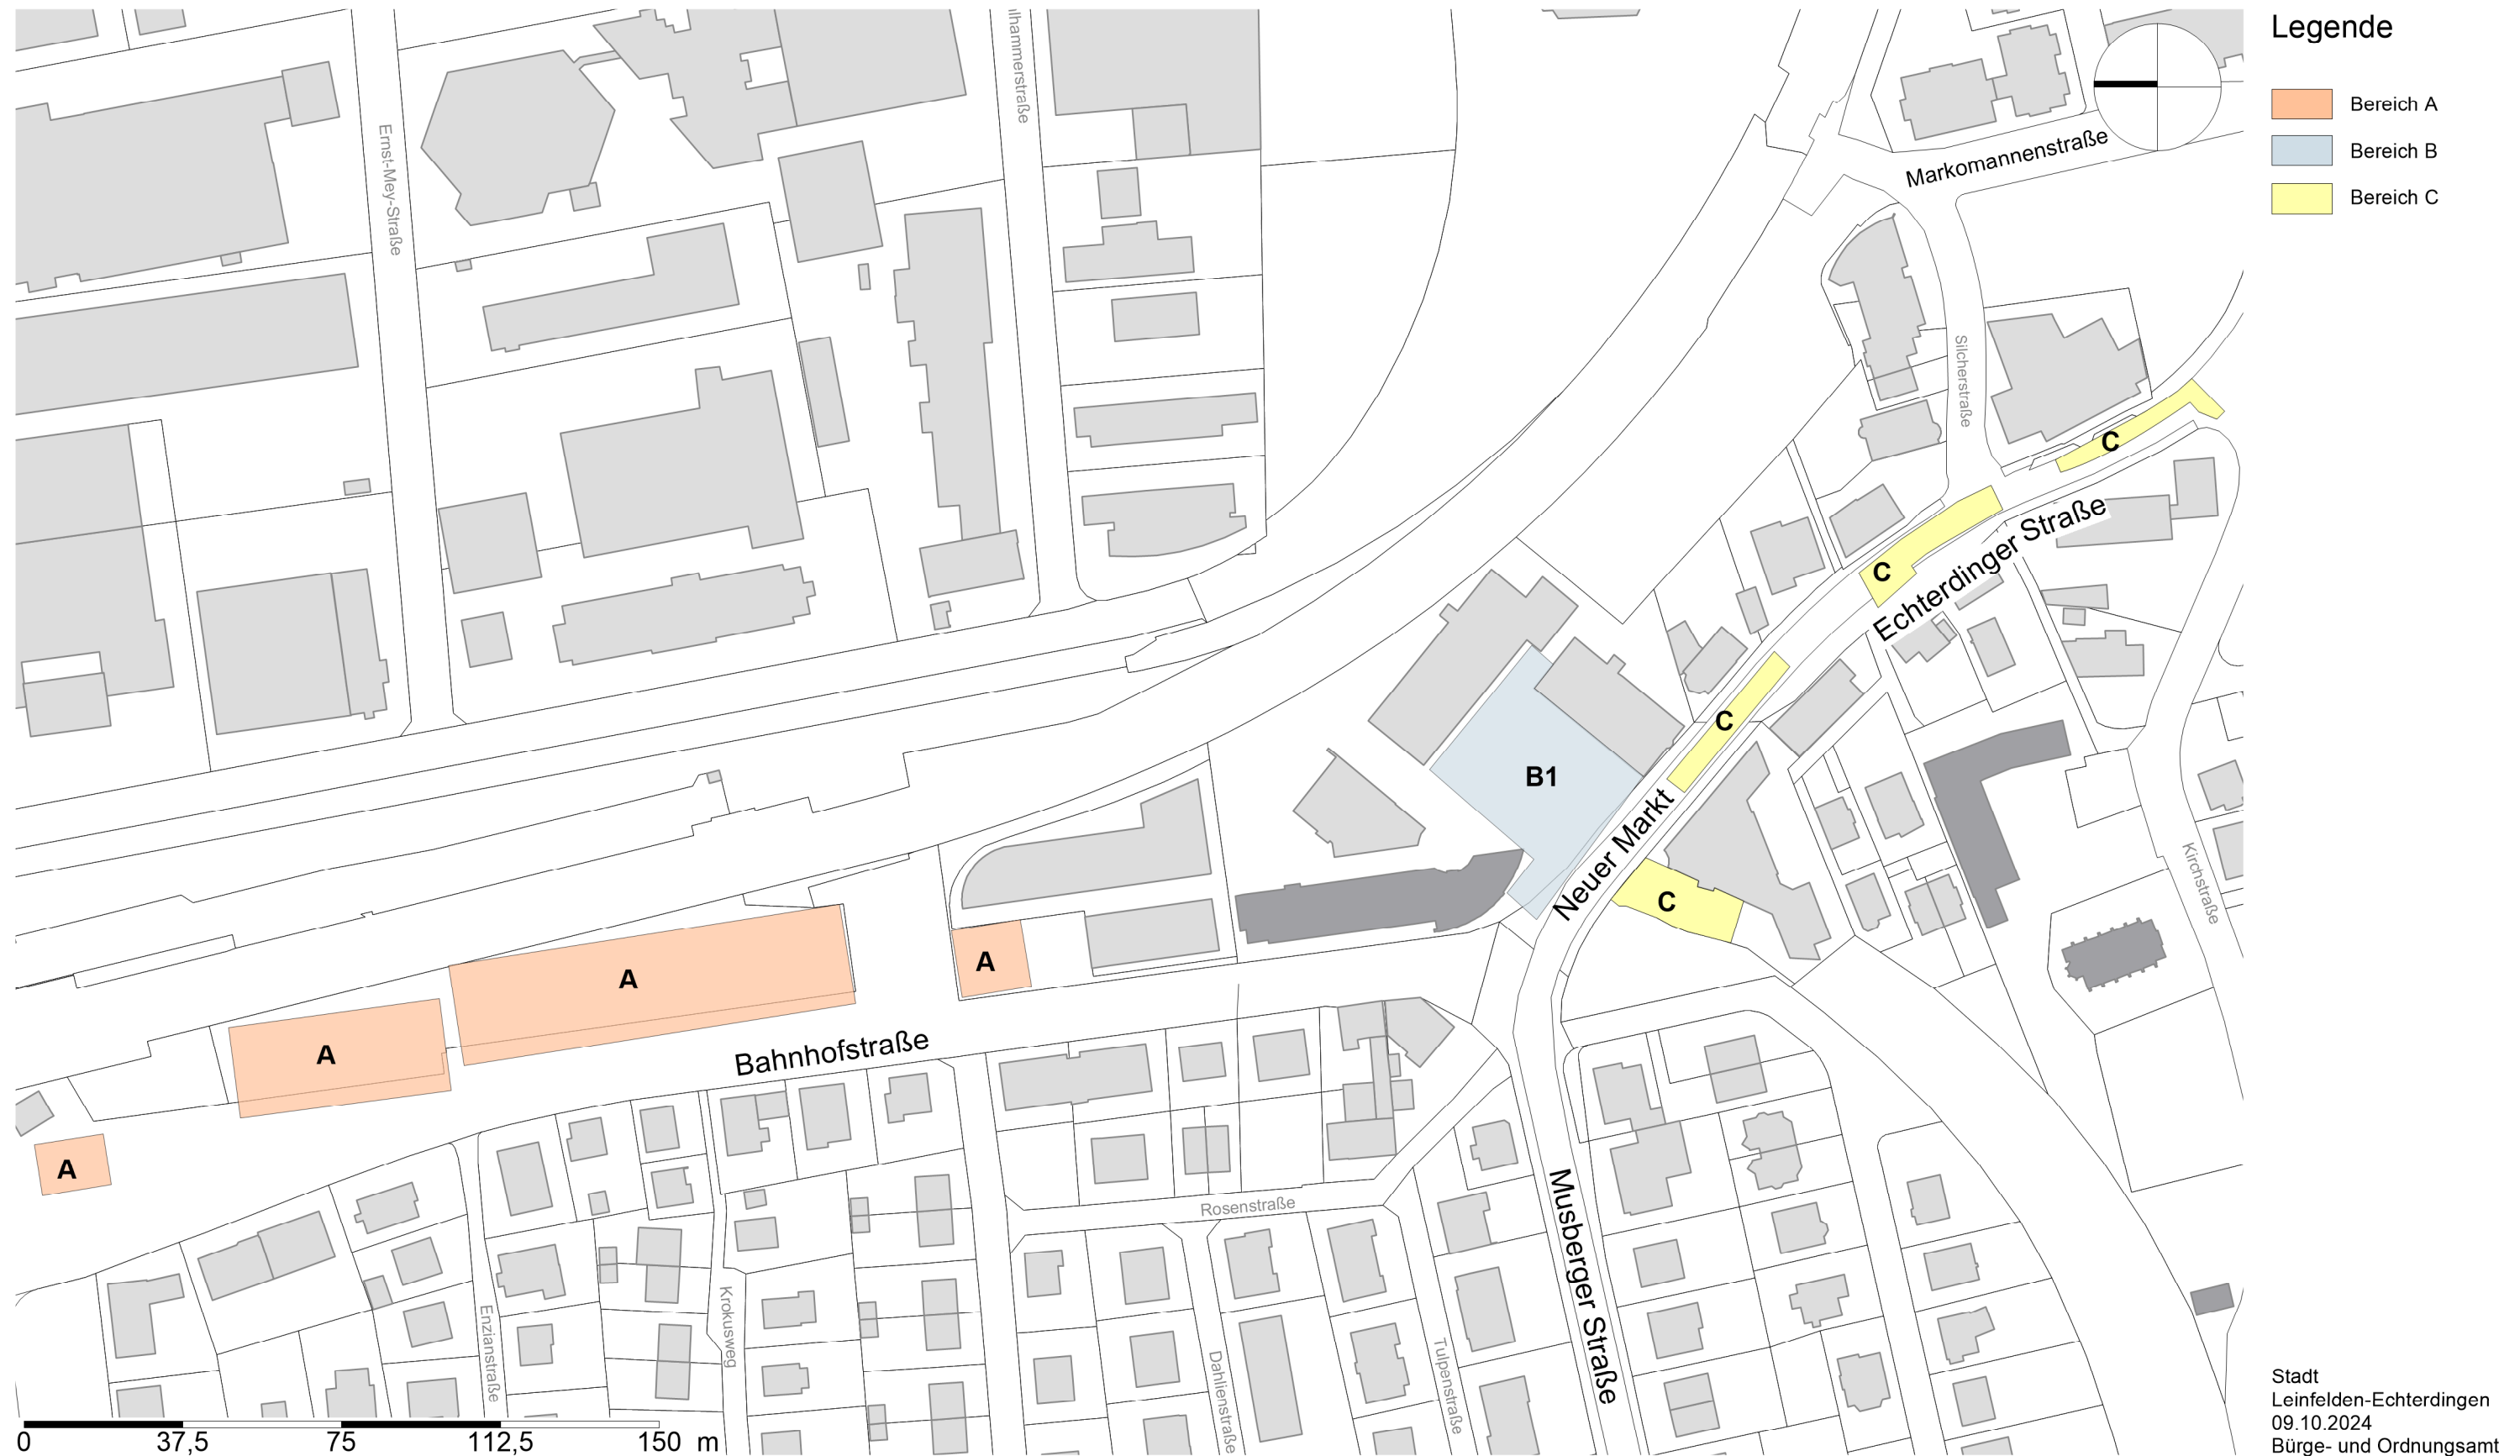 Legende
Bereich A
Bereich B
Bereich C
Ernst-Mey-Straße
Markomannenstraße
Silcherstraße
C
Echterdinger Straße
C
C
B1
Neuer Markt
C
Kirchstraße
A
A
A
A
Bahnhofstraße
Rosenstraße
Musberger Straße
Enzianstraße
Krokusweg
Dahlienstraße
Tulpenstraße
0 37,5 75 112,5 150 m
Stadt
Leinfelden-Echterdingen
09.10.2024
Bürge- und Ordnungsamt